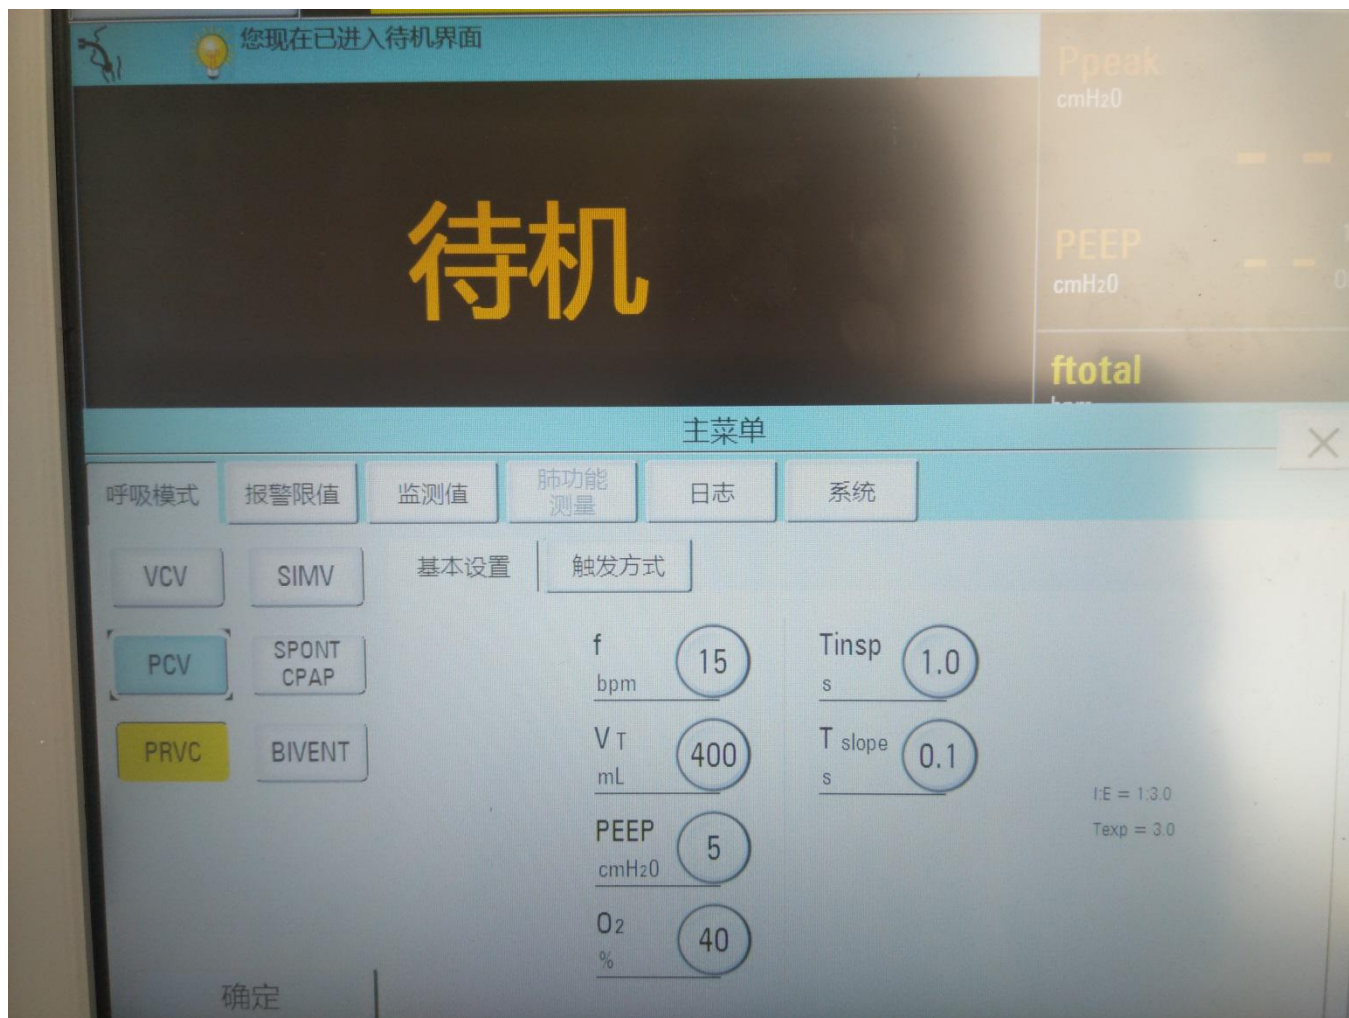 您现在已进入待机界面
Ppeak
cmH2O
-- --
待机
PEEP
cmH2O
-- --
ftotal
主菜单
呼吸模式 报警限值 监测值 肺功能测量 日志 系统
VCV SIMV 基本设置 触发方式
PCV SPONT CPAP
PRVC BIVENT
f bpm 15 Tinsp s 1.0
VT mL 400 Tslope s 0.1
PEEP cmH2O 5
I:E = 1:3.0
Texp = 3.0
O2 % 40
确定